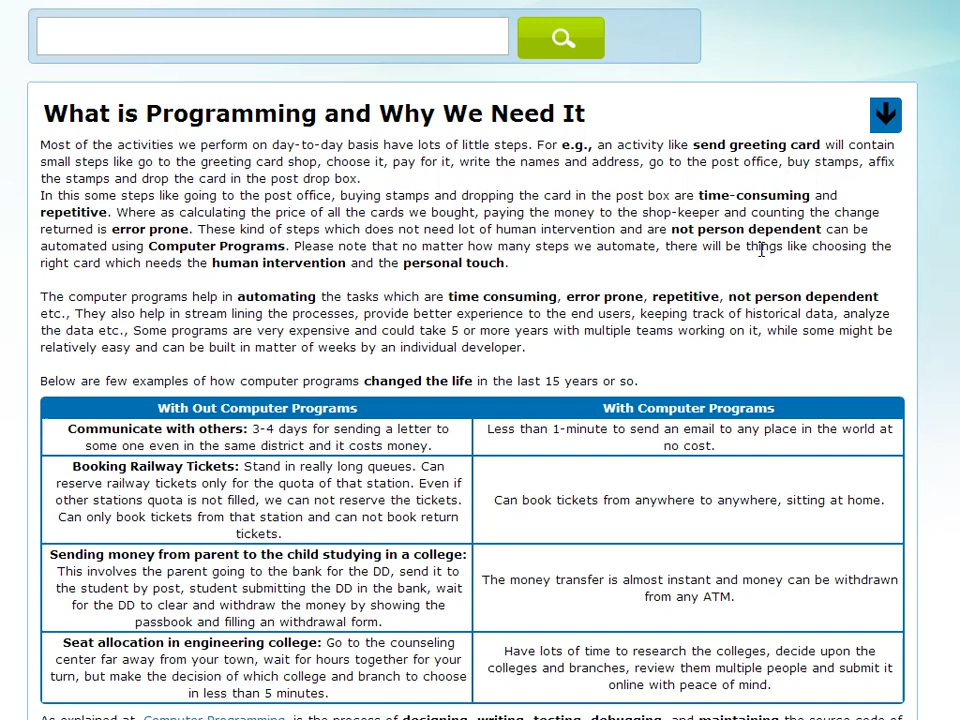 What is Programming and Why We Need It
Most of the activities we perform on day-to-day basis have lots of little steps. For e.g., an activity like send greeting card will contain
small steps like go to the greeting card shop, choose it, pay for it, write the names and address, go to the post office, buy stamps, affix
the stamps and drop the card in the post drop box.
In this some steps like going to the post office, buying stamps and dropping the card in the post box are time-consuming and
repetitive. Where as calculating the price of all the cards we bought, paying the money to the shop-keeper and counting the change
returned is error prone. These kind of steps which does not need lot of human intervention and are not person dependent can be
automated using Computer Programs. Please note that no matter how many steps we automate, there will be things like choosing the
right card which needs the human intervention and the personal touch.
The computer programs help in automating the tasks which are time consuming, error prone, repetitive, not person dependent
etc., They also help in stream lining the processes, provide better experience to the end users, keeping track of historical data, analyze
the data etc., Some programs are very expensive and could take 5 or more years with multiple teams working on it, while some might be
relatively easy and can be built in matter of weeks by an individual developer.
Below are few examples of how computer programs changed the life in the last 15 years or so.
With Out Computer Programs
With Computer Programs
Communicate with others: 3-4 days for sending a letter to
some one even in the same district and it costs money.
Less than 1-minute to send an email to any place in the world at
no cost.
Booking Railway Tickets: Stand in really long queues. Can
reserve railway tickets only for the quota of that station. Even if
other stations quota is not filled, we can not reserve the tickets.
Can only book tickets from that station and can not book return
tickets.
Can book tickets from anywhere to anywhere, sitting at home.
Sending money from parent to the child studying in a college:
This involves the parent going to the bank for the DD, send it to
the student by post, student submitting the DD in the bank, wait
for the DD to clear and withdraw the money by showing the
passbook and filling an withdrawal form.
The money transfer is almost instant and money can be withdrawn
from any ATM.
Seat allocation in engineering college: Go to the counseling
center far away from your town, wait for hours together for your
turn, but make the decision of which college and branch to choose
in less than 5 minutes.
Have lots of time to research the colleges, decide upon the
colleges and branches, review them multiple people and submit it
online with peace of mind.
As explained at Computer Programming is the process of designing, writing, testing, debugging, and maintaining the source code of